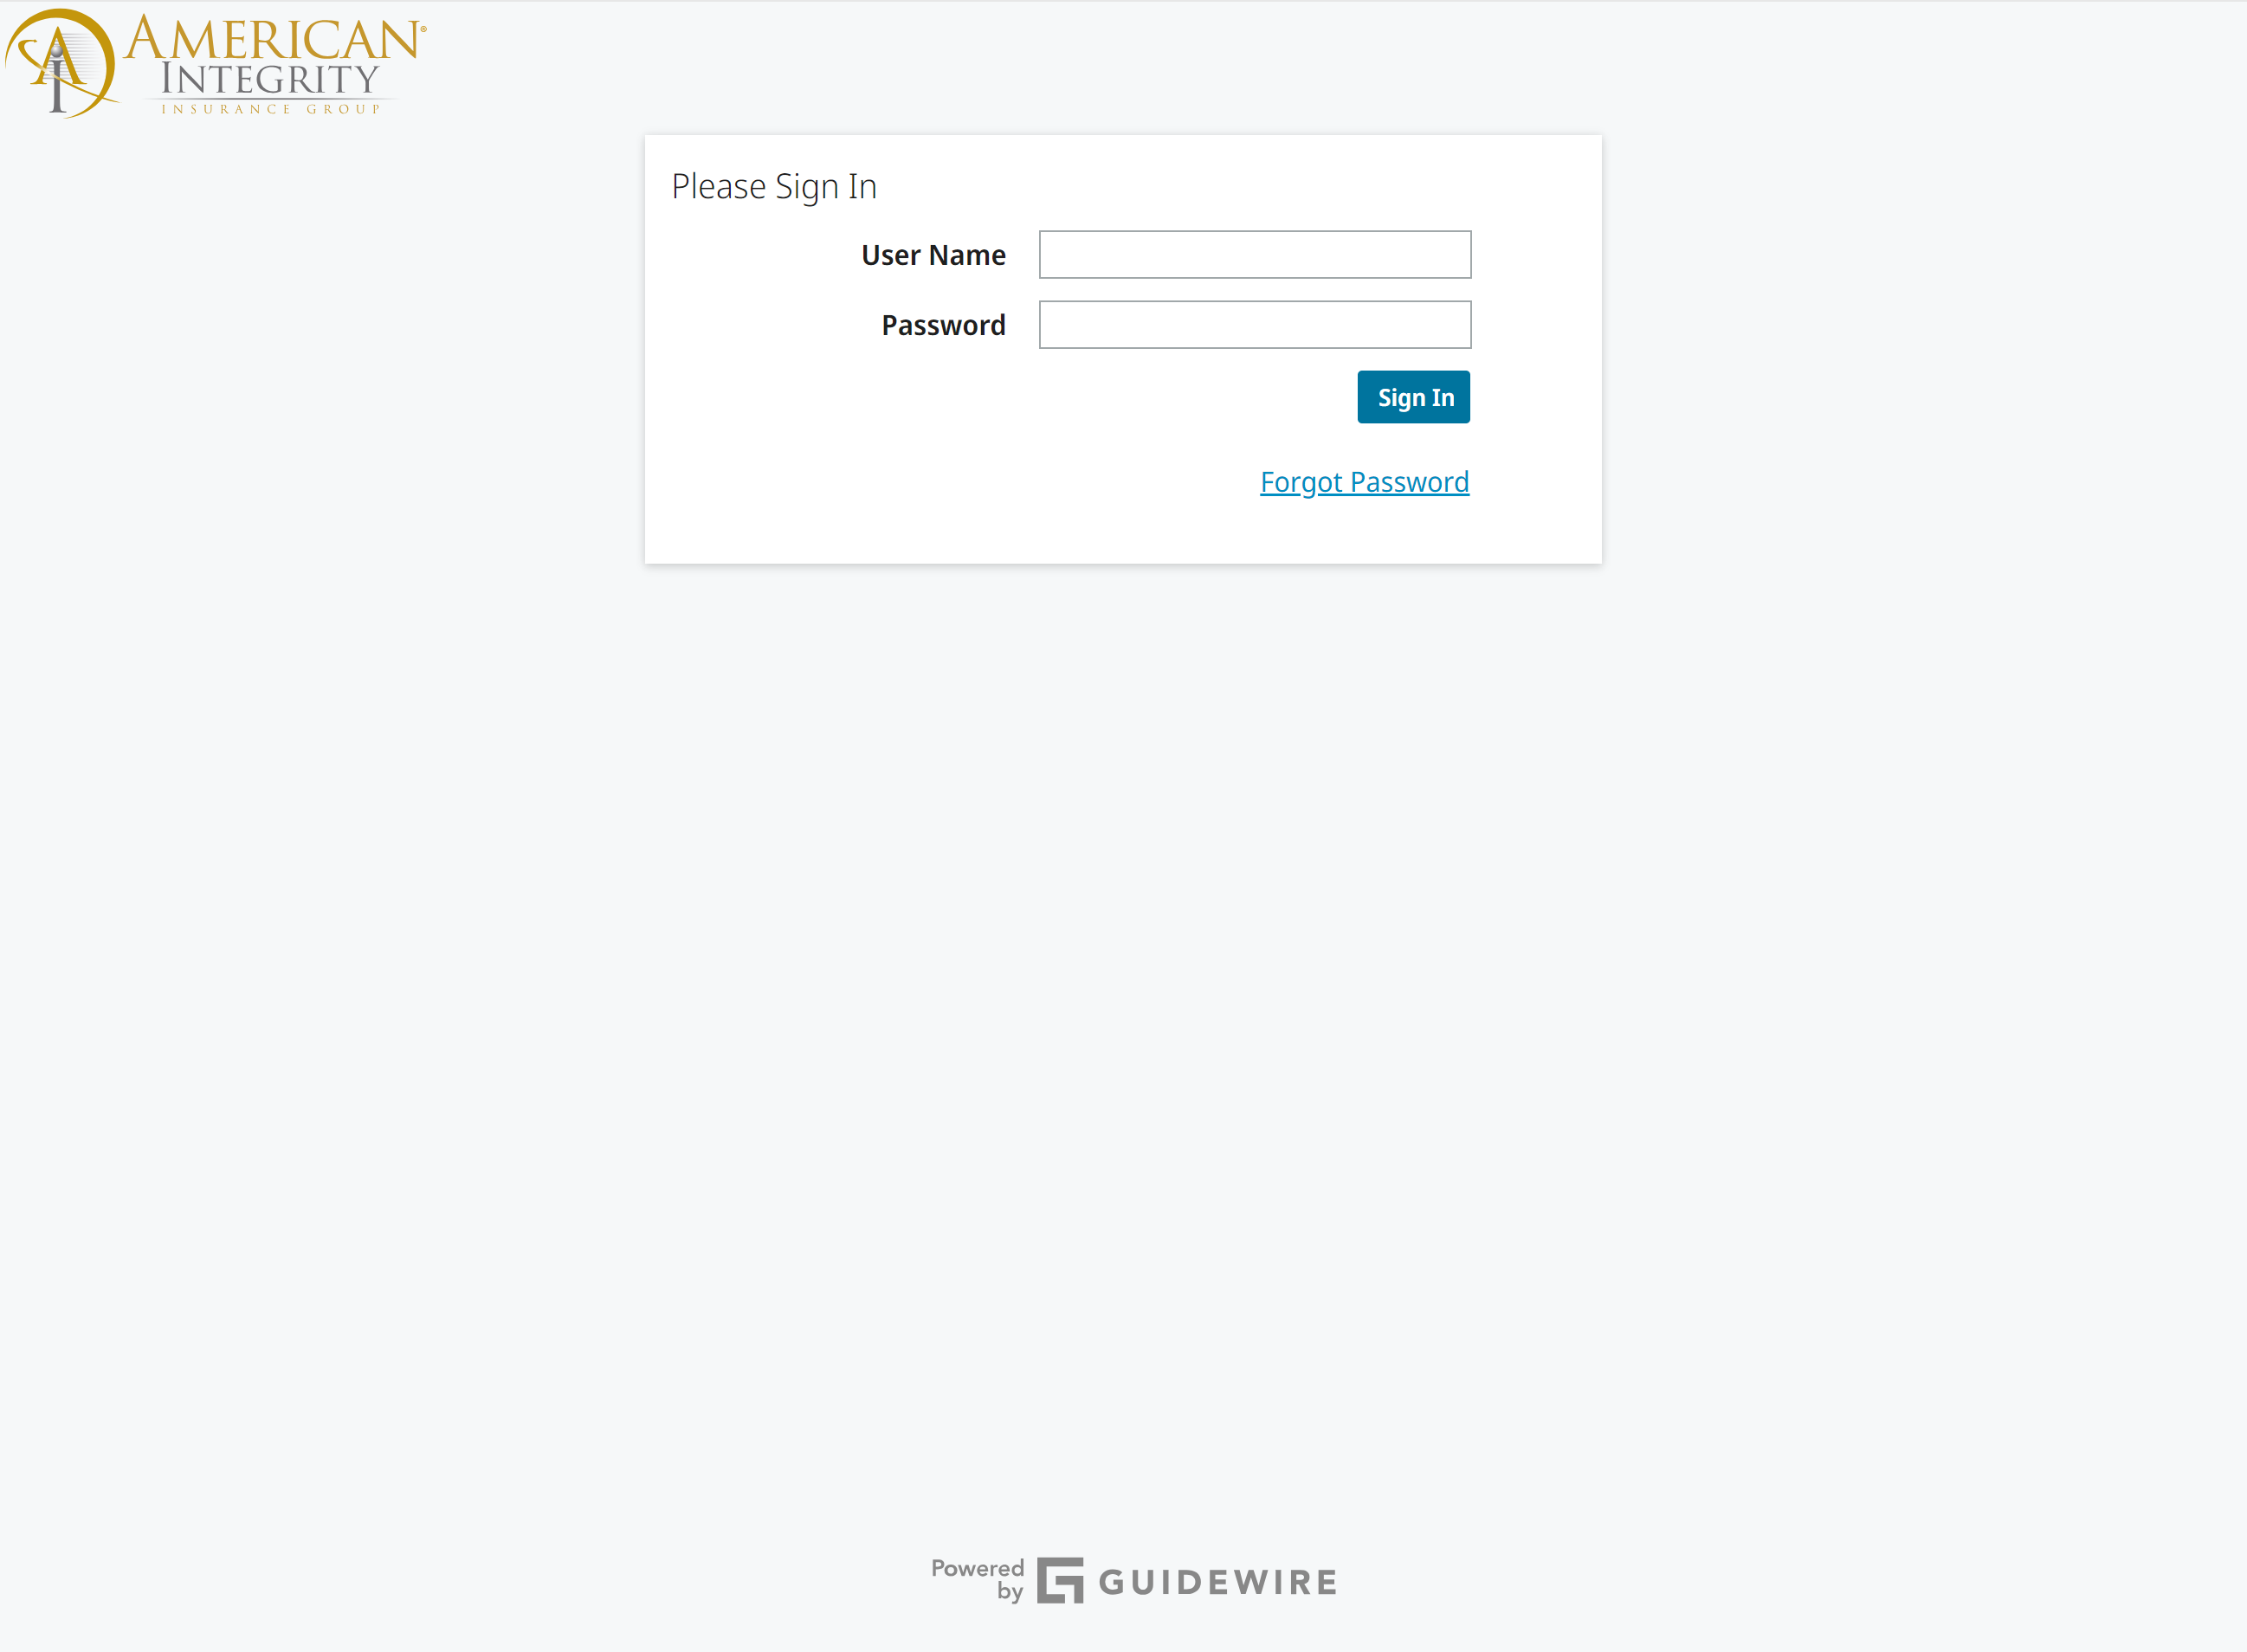 AMERICAN®
INTEGRITY
INSURANCE GROUP
Please Sign In
User Name
Password
Sign In
Forgot Password
Powered by GUIDEWIRE